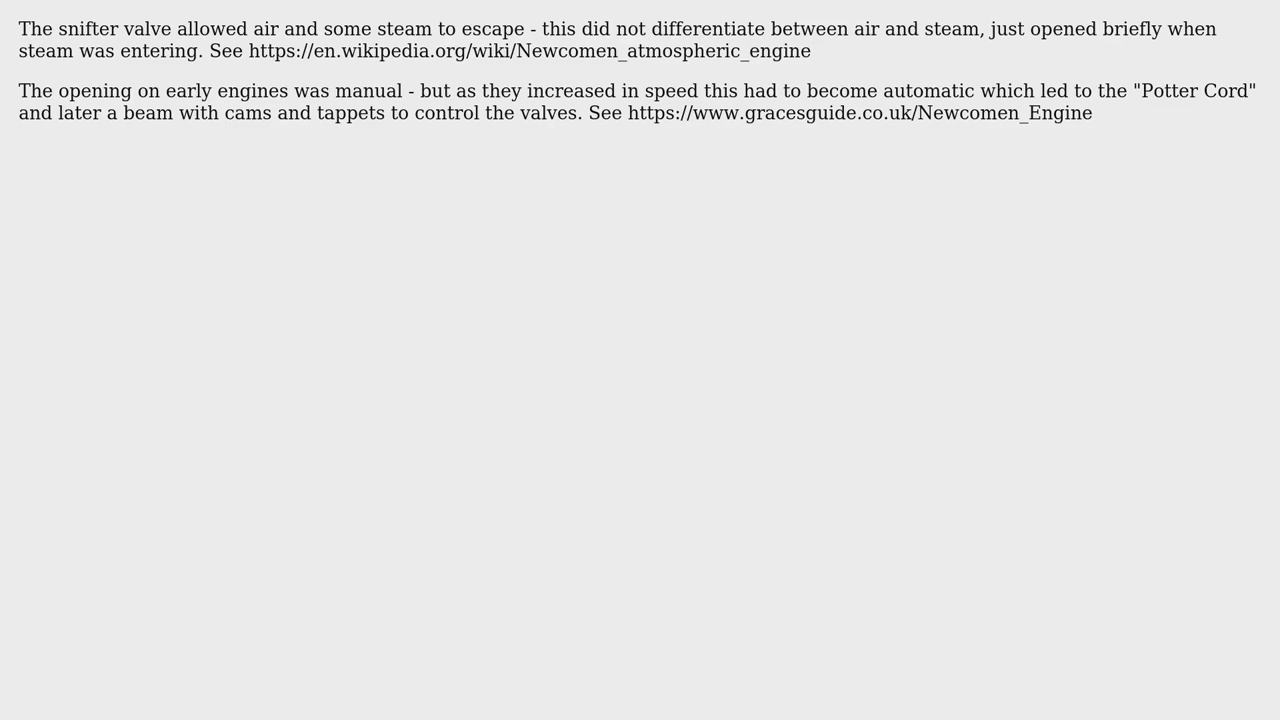 The snifter valve allowed air and some steam to escape - this did not differentiate between air and steam, just opened briefly when
steam was entering. See https://en.wikipedia.org/wiki/Newcomen_atmospheric_engine
The opening on early engines was manual - but as they increased in speed this had to become automatic which led to the "Potter Cord"
and later a beam with cams and tappets to control the valves. See https://www.gracesguide.co.uk/Newcomen_Engine